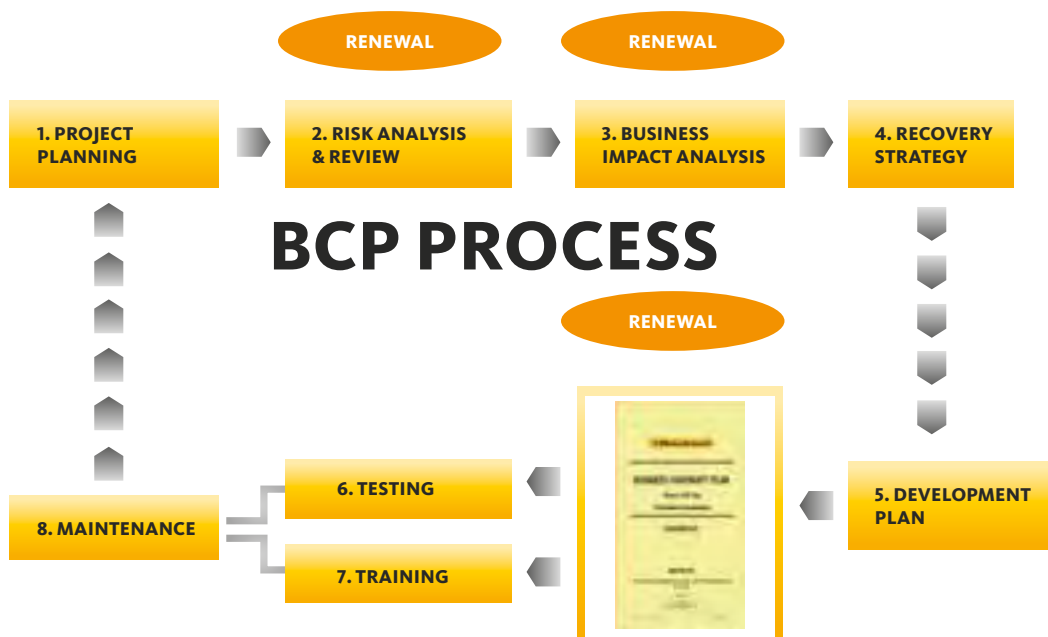 RENEWAL
RENEWAL
1. PROJECT
PLANNING
2. RISK ANALYSIS
& REVIEW
3. BUSINESS
IMPACT ANALYSIS
4. RECOVERY
STRATEGY
BCP PROCESS
RENEWAL
5. DEVELOPMENT
PLAN
6. TESTING
7. TRAINING
8. MAINTENANCE